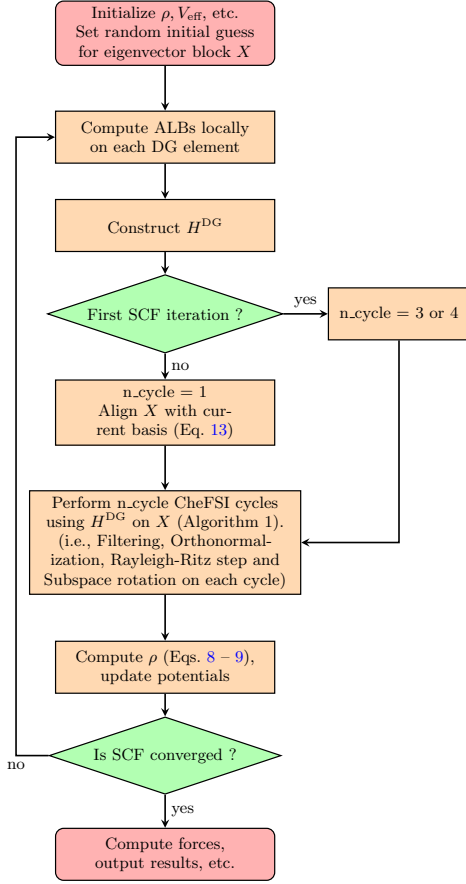 Initialize ρ, V_eff, etc.
Set random initial guess
for eigenvector block X
Compute ALBs locally
on each DG element
Construct H^DG
First SCF iteration ?
yes
n_cycle = 3 or 4
no
n_cycle = 1
Align X with cur-
rent basis (Eq. 13)
Perform n_cycle CheFSI cycles
using H^DG on X (Algorithm 1).
(i.e., Filtering, Orthonormal-
ization, Rayleigh-Ritz step and
Subspace rotation on each cycle)
Compute ρ (Eqs. 8 – 9),
update potentials
Is SCF converged ?
no
yes
Compute forces,
output results, etc.